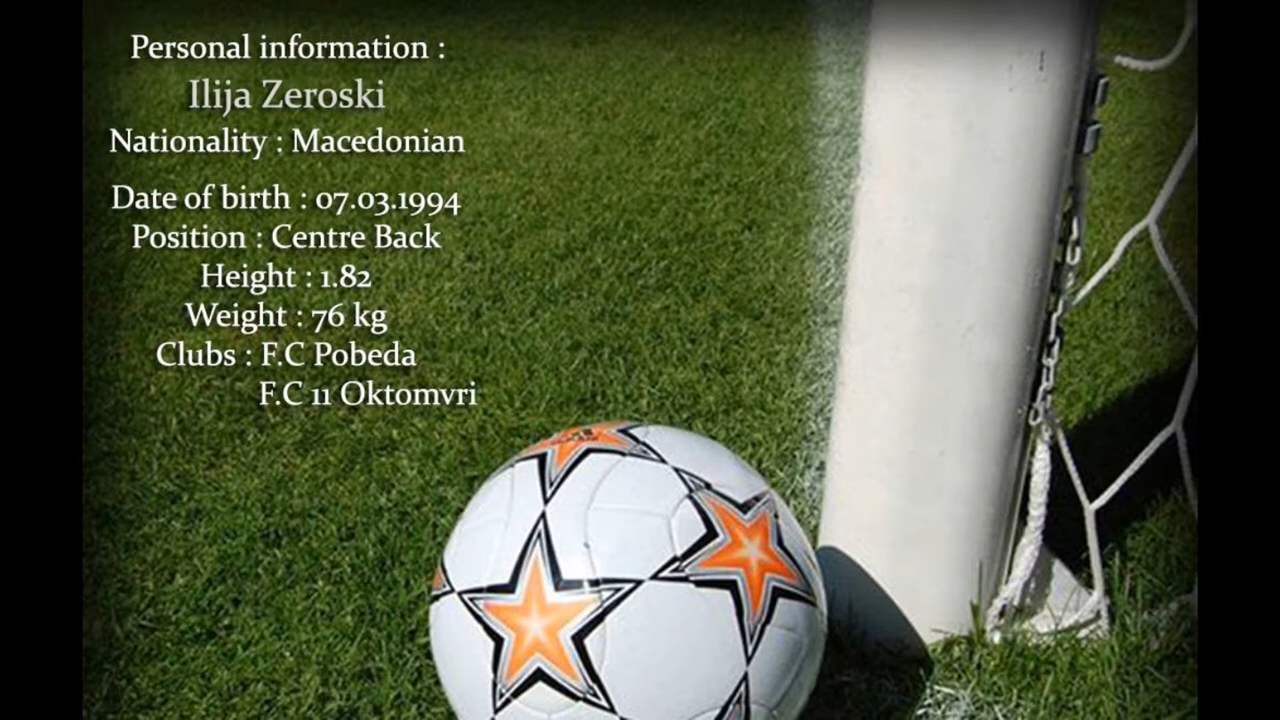 Personal information :
Ilija Zeroski
Nationality : Macedonian
Date of birth : 07.03.1994
Position : Centre Back
Height : 1.82
Weight : 76 kg
Clubs : F.C Pobeda
F.C 11 Oktomvri